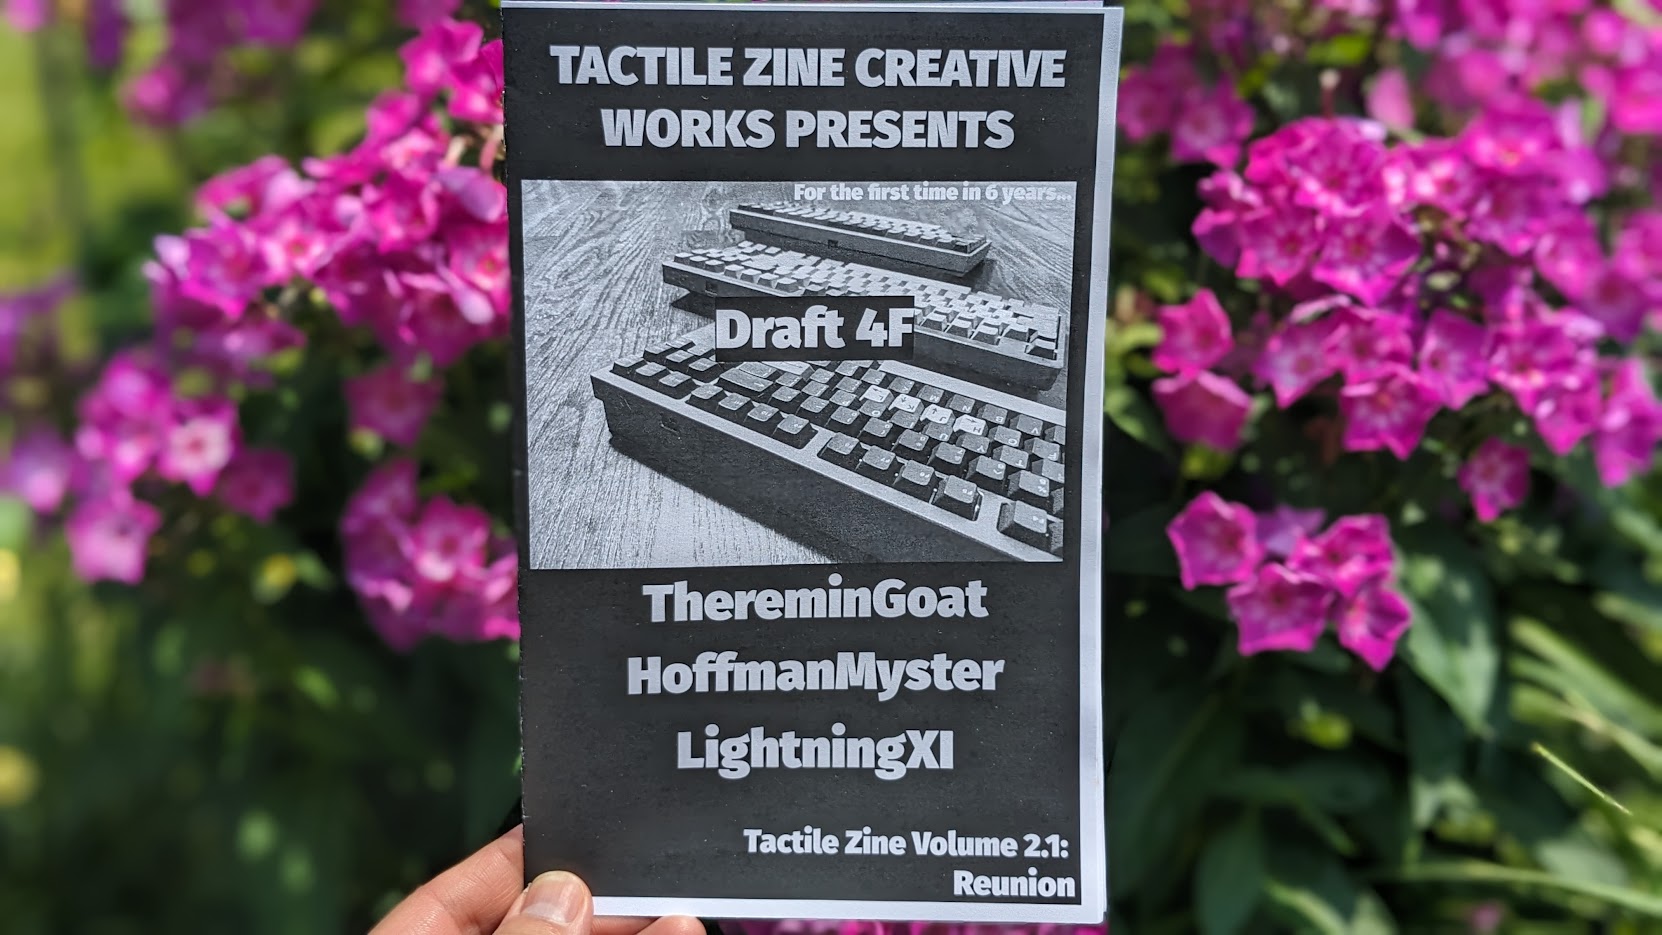 TACTILE ZINE CREATIVE
WORKS PRESENTS
For the first time in 6 years...
Draft 4F
ThereminGoat
HoffmanMyster
LightningXI
Tactile Zine Volume 2.1:
Reunion